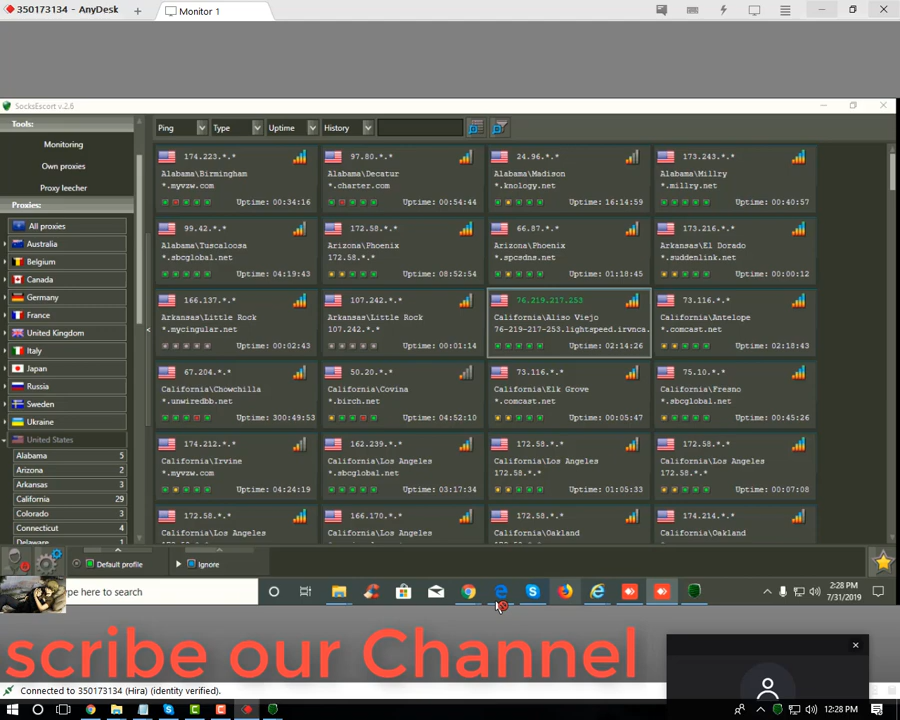 350173134 - AnyDesk
Monitor 1
SocksEscort v.2.6
Tools:
Monitoring
Own proxies
Proxy leecher
Proxies:
All proxies
Australia
Belgium
Canada
Germany
France
United Kingdom
Italy
Japan
Russia
Sweden
Ukraine
United States
Alabama 5
Arizona 2
Arkansas 3
California 29
Colorado 3
Connecticut 4
Delaware 1
Ping Type Uptime History
174.223.*.*
Alabama\Birmingham
*.myvzw.com
Uptime: 00:34:16
97.80.*.*
Alabama\Decatur
*.charter.com
Uptime: 00:54:44
24.96.*.*
Alabama\Madison
*.knology.net
Uptime: 16:14:59
173.243.*.*
Alabama\Millry
*.millry.net
Uptime: 00:40:57
99.42.*.*
Alabama\Tuscaloosa
*.sbcglobal.net
Uptime: 04:19:43
172.58.*.*
Arizona\Phoenix
172.58.*.*
Uptime: 08:52:54
66.87.*.*
Arizona\Phoenix
*.spcsdns.net
Uptime: 01:18:45
173.216.*.*
Arkansas\El Dorado
*.suddenlink.net
Uptime: 00:00:12
166.137.*.*
Arkansas\Little Rock
*.mycingular.net
Uptime: 00:02:43
107.242.*.*
Arkansas\Little Rock
107.242.*.*
Uptime: 00:01:14
76.219.217.253
California\Aliso Viejo
76-219-217-253.lightspeed.irvnca.
Uptime: 02:14:26
73.116.*.*
California\Antelope
*.comcast.net
Uptime: 02:18:43
67.204.*.*
California\Chowchilla
*.unwiredbb.net
Uptime: 300:49:53
50.20.*.*
California\Covina
*.birch.net
Uptime: 04:52:10
73.116.*.*
California\Elk Grove
*.comcast.net
Uptime: 00:05:47
75.10.*.*
California\Fresno
*.sbcglobal.net
Uptime: 00:45:26
174.212.*.*
California\Irvine
*.myvzw.com
Uptime: 04:24:19
162.239.*.*
California\Los Angeles
*.sbcglobal.net
Uptime: 03:17:34
172.58.*.*
California\Los Angeles
172.58.*.*
Uptime: 01:05:33
172.58.*.*
California\Los Angeles
172.58.*.*
Uptime: 00:07:08
172.58.*.*
California\Los Angeles
166.170.*.*
California\Los Angeles
172.58.*.*
California\Oakland
174.214.*.*
California\Oakland
Default profile
Ignore
pe here to search
2:28 PM
7/31/2019
scribe our Channel
Connected to 350173134 (Hira) (identity verified).
12:28 PM